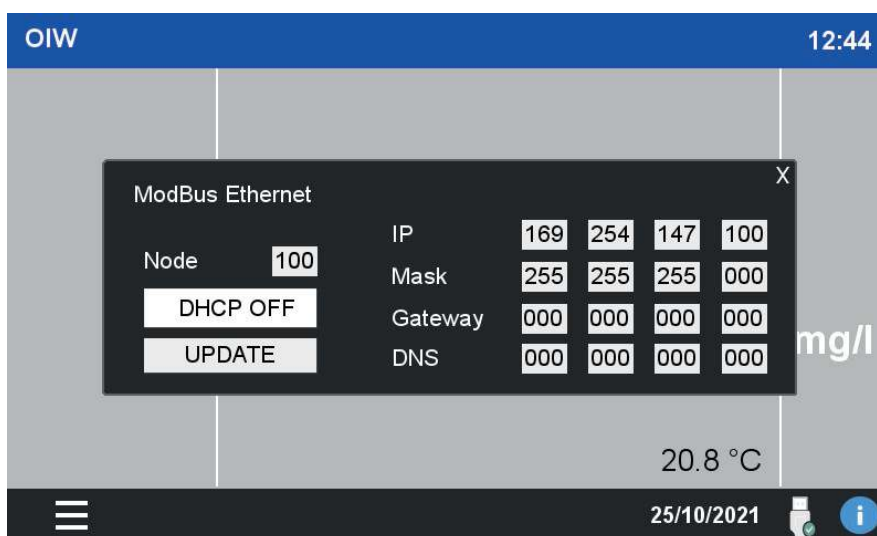 OIW 12:44
X
ModBus Ethernet
IP 169 254 147 100
Node 100
Mask 255 255 255 000
DHCP OFF
Gateway 000 000 000 000
UPDATE
DNS 000 000 000 000
mg/l
20.8 °C
25/10/2021 i